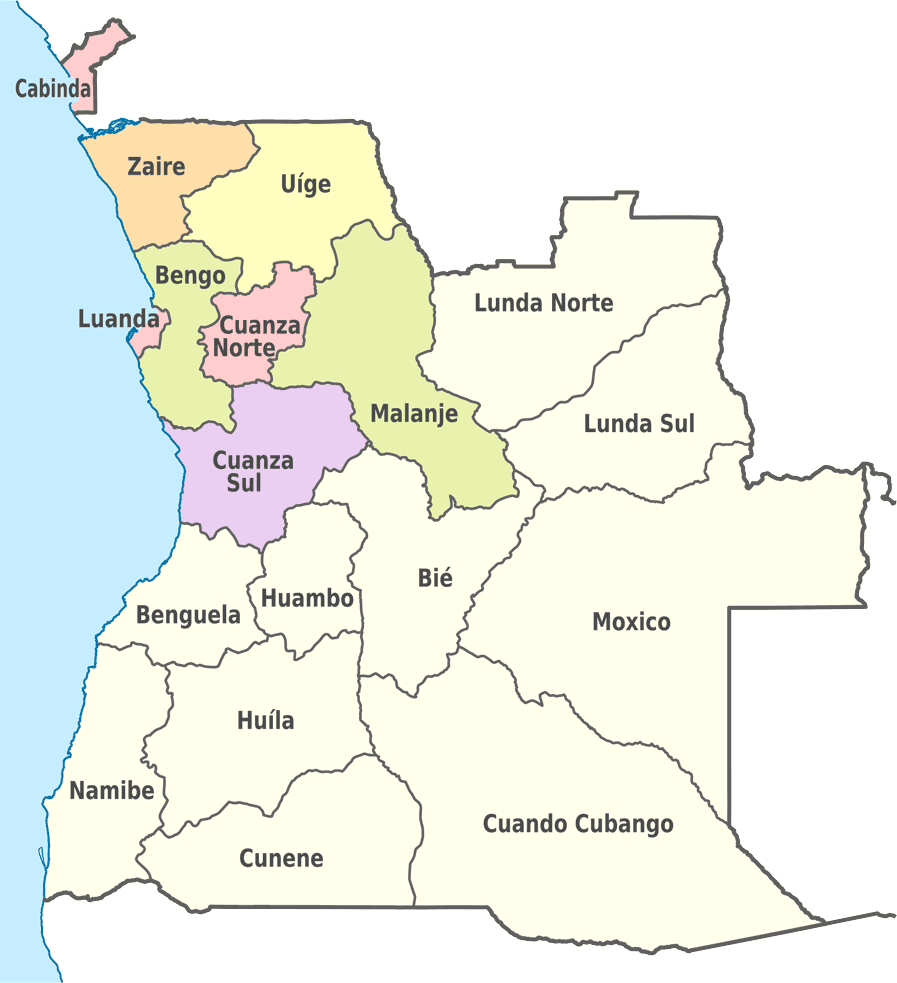 Cabinda
Zaire
Uíge
Bengo
Lunda Norte
Luanda
Cuanza
Norte
Malanje
Lunda Sul
Cuanza
Sul
Bié
Huambo
Benguela
Moxico
Huíla
Namibe
Cuando Cubango
Cunene